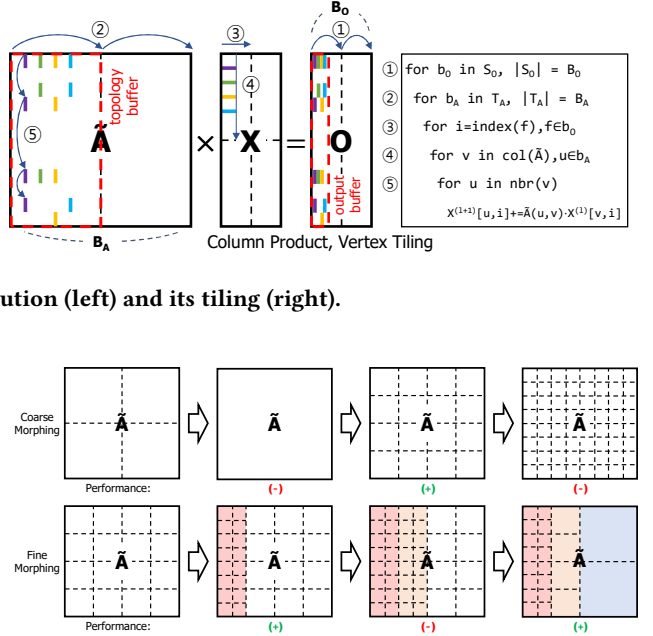 B_O
② ③ ①
④
⑤
topology
buffer
Ã × X = O
output
buffer
B_A
Column Product, Vertex Tiling
① for b_O in S_O, |S_O| = B_O
② for b_A in T_A, |T_A| = B_A
③ for i=index(f),f∈b_O
④ for v in col(Ã),u∈b_A
⑤ for u in nbr(v)
X^(l+1)[u,i]+=Ã(u,v)·X^(l)[v,i]
ution (left) and its tiling (right).
Coarse
Morphing
Ã Ã Ã Ã
Performance: (-) (+) (-)
Fine
Morphing
Ã Ã Ã Ã
Performance: (+) (-) (+)